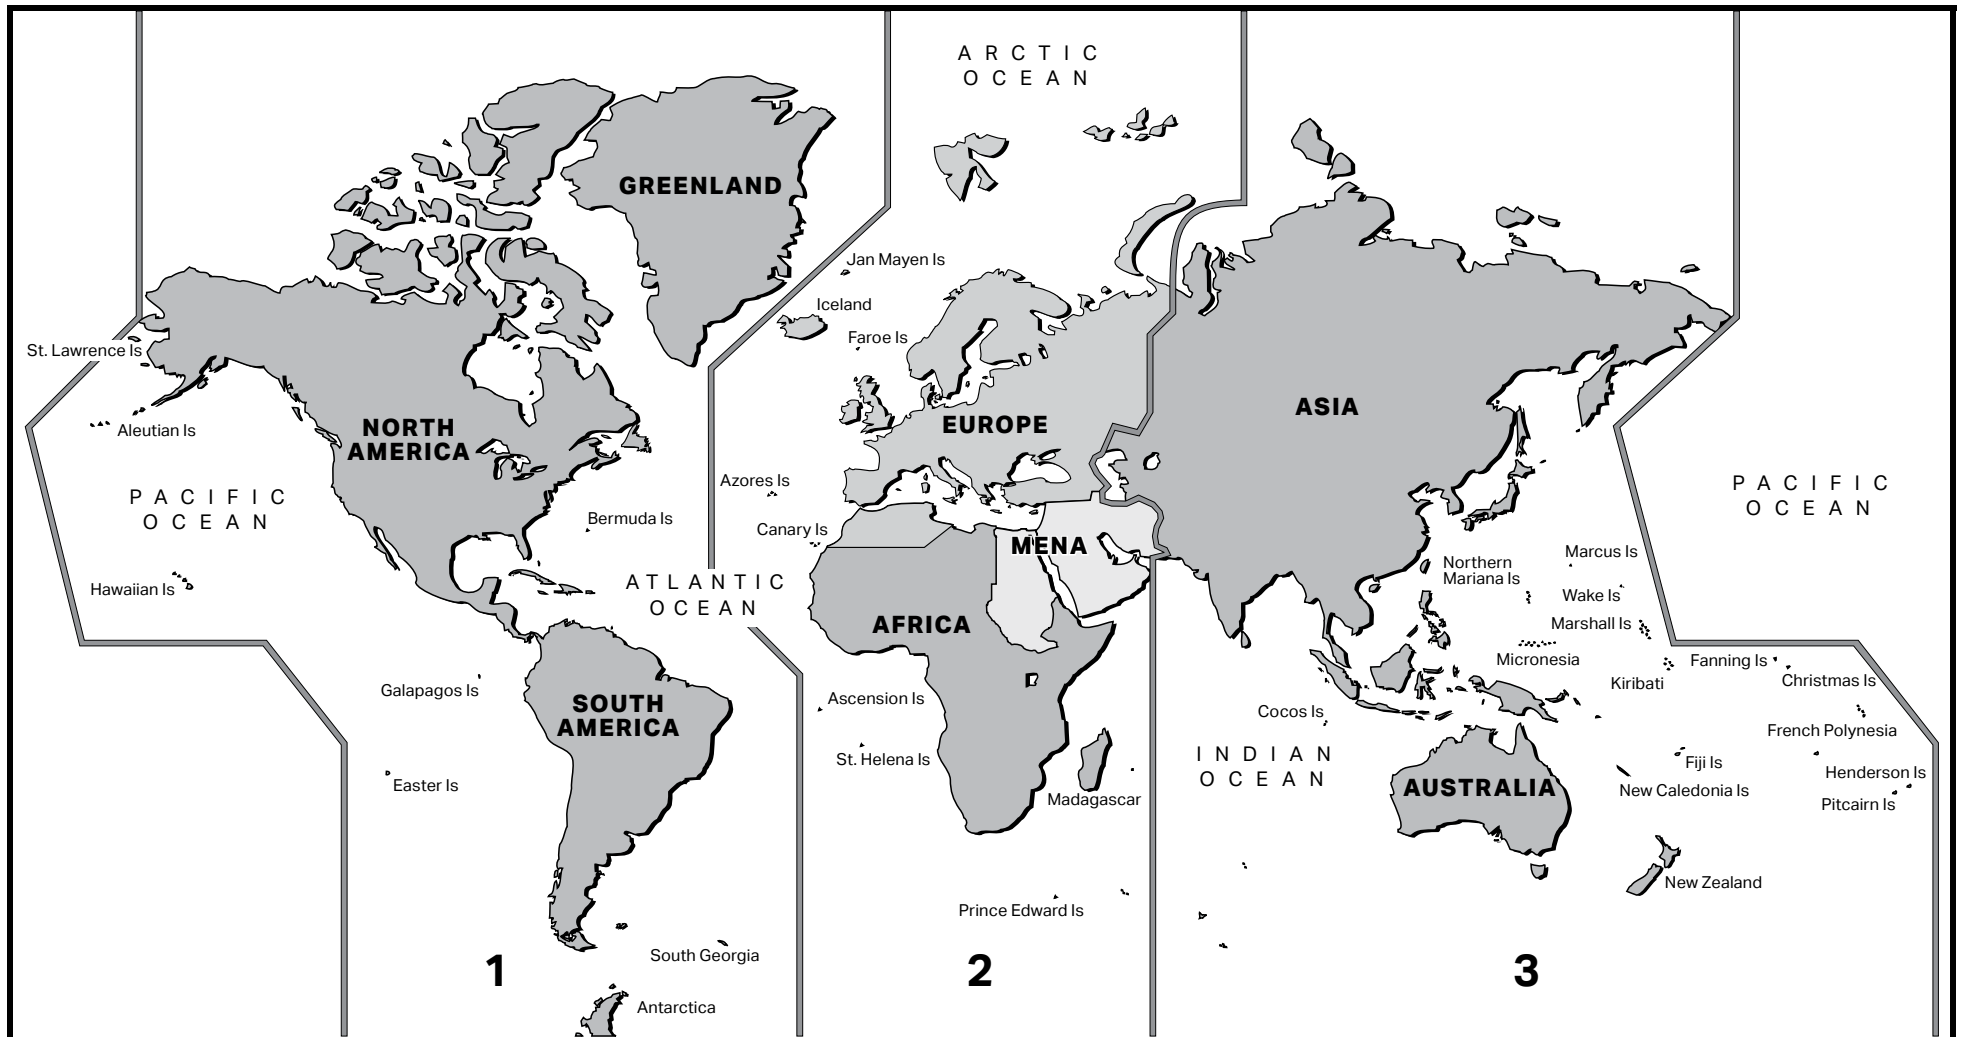 ARCTIC
OCEAN
GREENLAND
Jan Mayen Is
Iceland
Faroe Is
St. Lawrence Is
Aleutian Is
NORTH
AMERICA
EUROPE
ASIA
PACIFIC
OCEAN
Azores Is
Bermuda Is
Canary Is
PACIFIC
OCEAN
Hawaiian Is
ATLANTIC
OCEAN
MENA
AFRICA
Northern
Mariana Is
Marcus Is
Wake Is
Marshall Is
Micronesia
Fanning Is
Kiribati
Christmas Is
Galapagos Is
SOUTH
AMERICA
Ascension Is
Cocos Is
French Polynesia
St. Helena Is
INDIAN
OCEAN
Fiji Is
Henderson Is
Easter Is
Madagascar
AUSTRALIA
New Caledonia Is
Pitcairn Is
New Zealand
Prince Edward Is
South Georgia
1
2
3
Antarctica